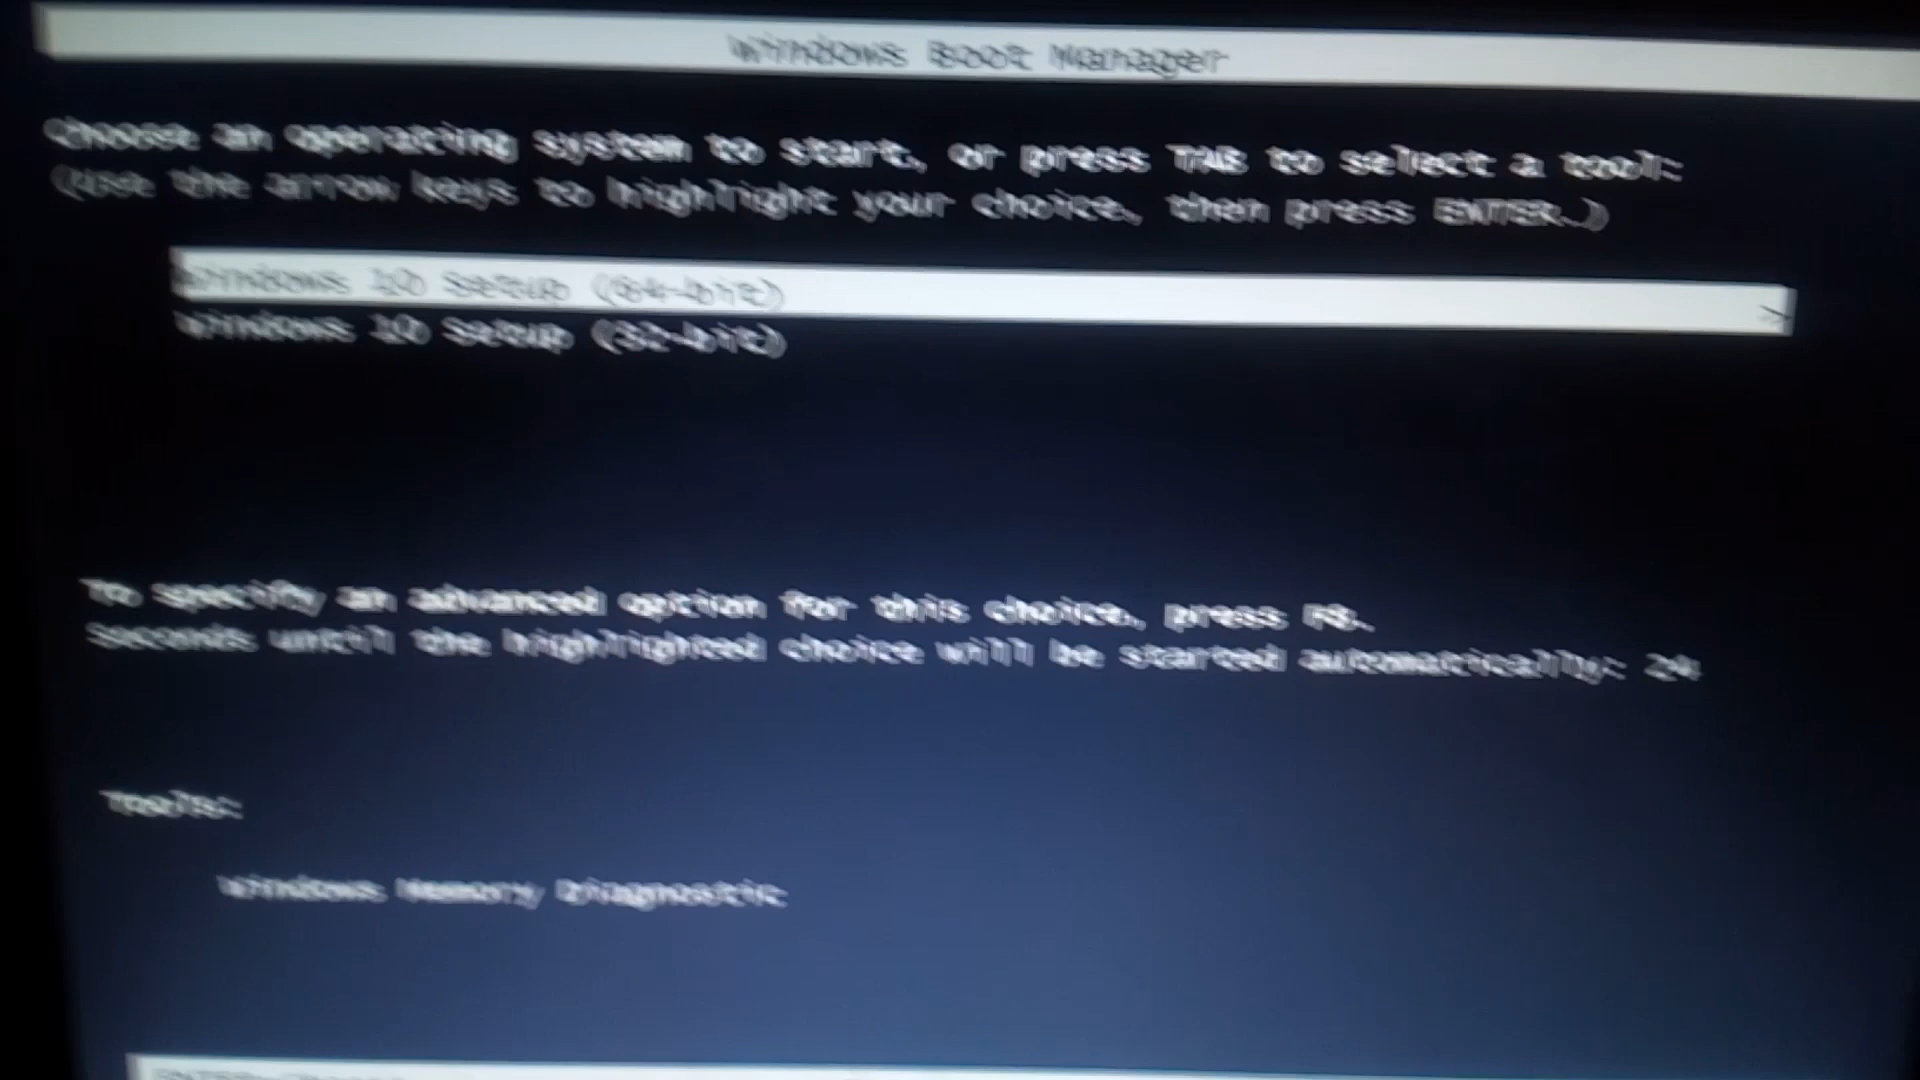 Windows Boot Manager
Choose an operating system to start, or press TAB to select a tool:
(Use the arrow keys to highlight your choice, then press ENTER.)
Windows 10 Setup (64-bit) >
Windows 10 Setup (32-bit)
To specify an advanced option for this choice, press F8.
Seconds until the highlighted choice will be started automatically: 24
Tools:
Windows Memory Diagnostic